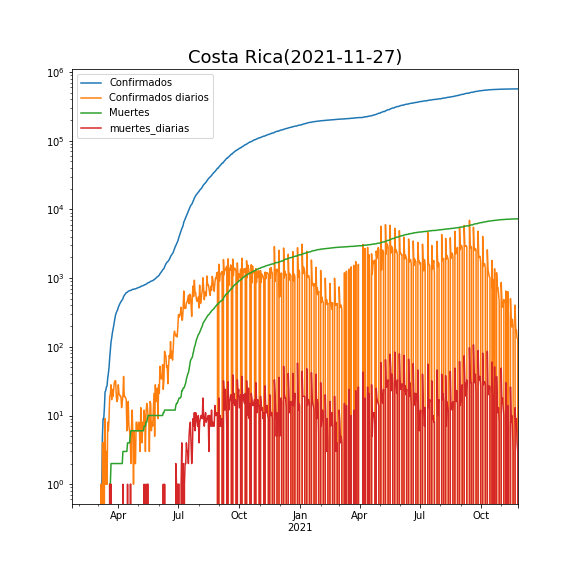 Costa Rica(2021-11-27)
Confirmados
Confirmados diarios
Muertes
muertes_diarias
10⁶
10⁵
10⁴
10³
10²
10¹
10⁰
Apr Jul Oct Jan Apr Jul Oct
2021